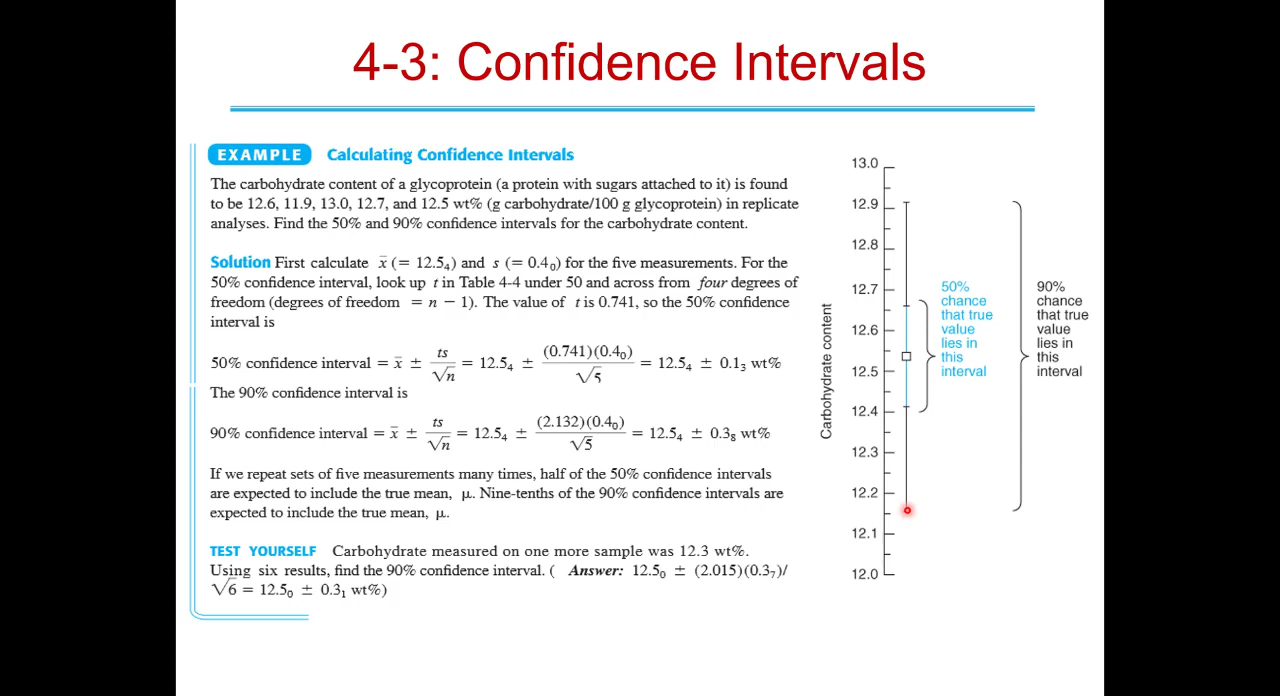 4-3: Confidence Intervals
EXAMPLE Calculating Confidence Intervals
The carbohydrate content of a glycoprotein (a protein with sugars attached to it) is found
to be 12.6, 11.9, 13.0, 12.7, and 12.5 wt% (g carbohydrate/100 g glycoprotein) in replicate
analyses. Find the 50% and 90% confidence intervals for the carbohydrate content.
Solution First calculate x̄ (= 12.5₄) and s (= 0.4₀) for the five measurements. For the
50% confidence interval, look up t in Table 4-4 under 50 and across from four degrees of
freedom (degrees of freedom = n − 1). The value of t is 0.741, so the 50% confidence
interval is
50% confidence interval = x̄ ± ts/√n = 12.5₄ ± (0.741)(0.4₀)/√5 = 12.5₄ ± 0.1₃ wt%
The 90% confidence interval is
90% confidence interval = x̄ ± ts/√n = 12.5₄ ± (2.132)(0.4₀)/√5 = 12.5₄ ± 0.3₈ wt%
If we repeat sets of five measurements many times, half of the 50% confidence intervals
are expected to include the true mean, μ. Nine-tenths of the 90% confidence intervals are
expected to include the true mean, μ.
TEST YOURSELF Carbohydrate measured on one more sample was 12.3 wt%.
Using six results, find the 90% confidence interval. ( Answer: 12.5₀ ± (2.015)(0.3₇)/
√6 = 12.5₀ ± 0.3₁ wt%)
Carbohydrate content
13.0
12.9
12.8
12.7
12.6
12.5
12.4
12.3
12.2
12.1
12.0
50%
chance
that true
value
lies in
this
interval
90%
chance
that true
value
lies in
this
interval